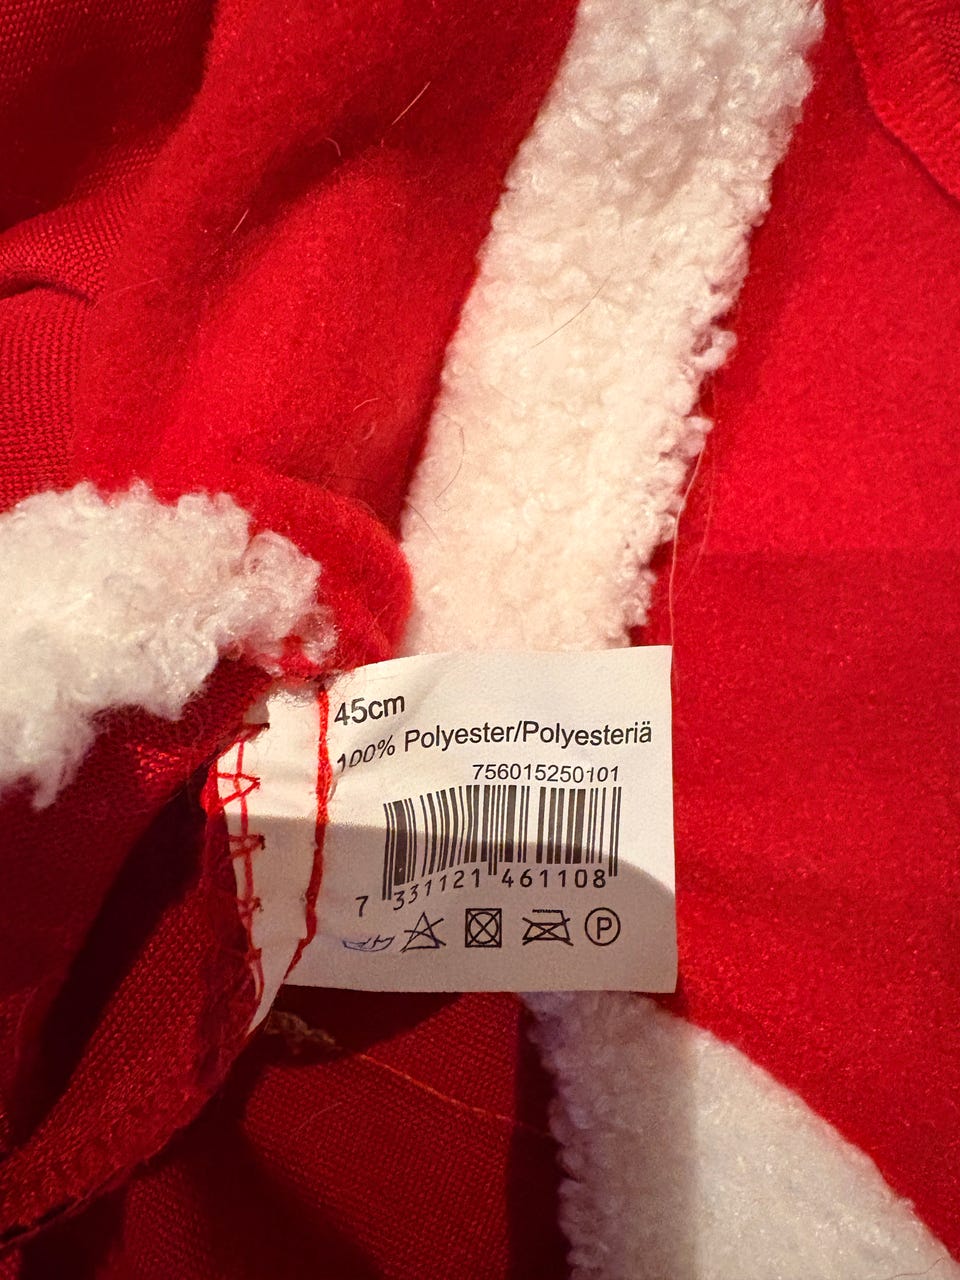 45cm
100% Polyester/Polyesteriä
756015250101
7 331121 461108
P